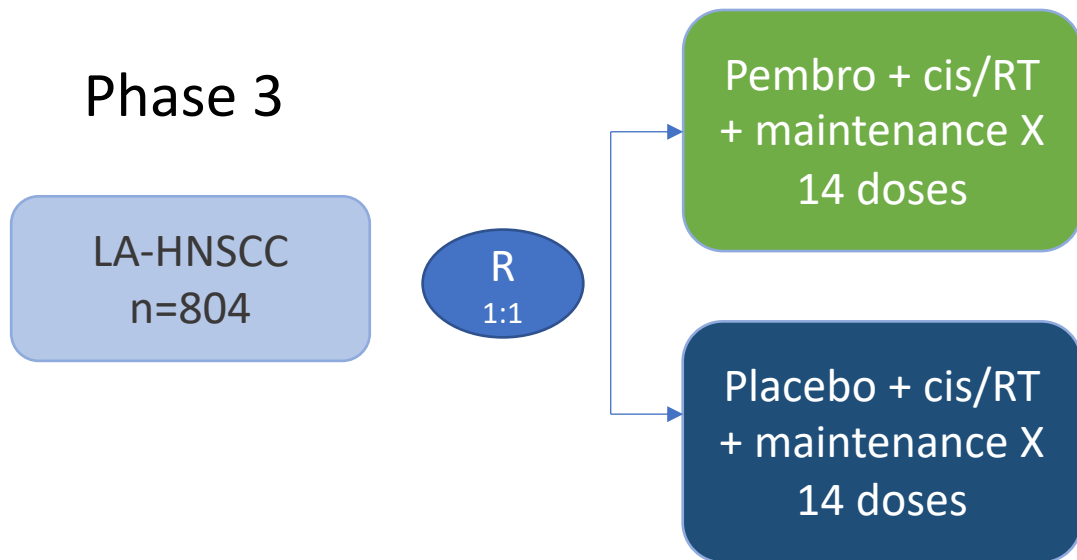 Phase 3
LA-HNSCC
n=804
R
1:1
Pembro + cis/RT
+ maintenance X
14 doses
Placebo + cis/RT
+ maintenance X
14 doses